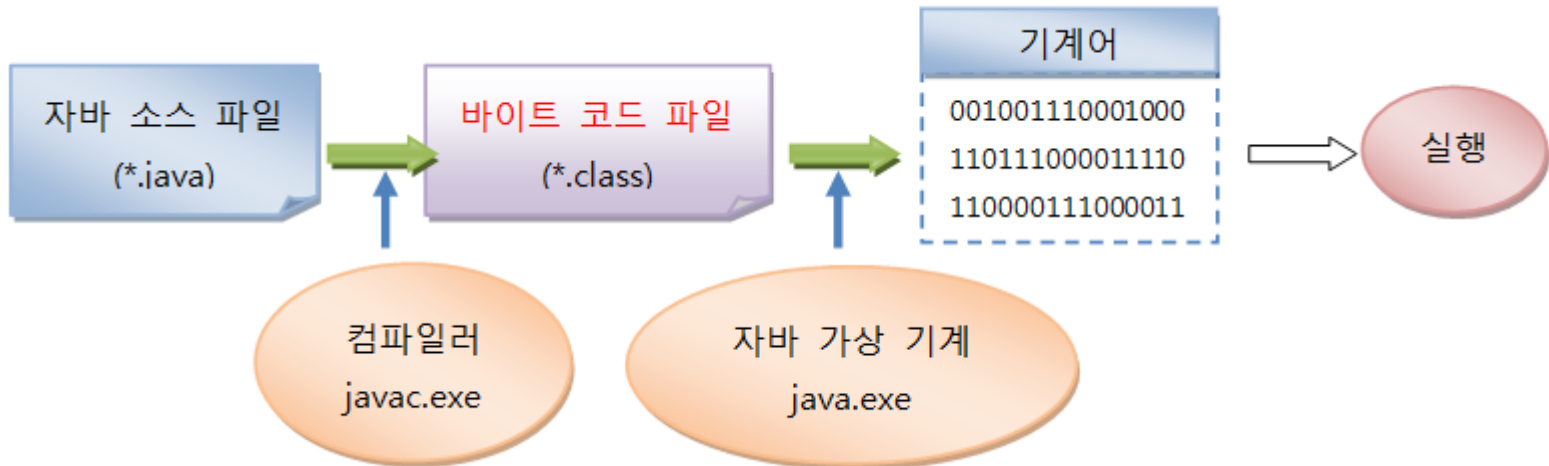 자바 소스 파일
(*.java)
바이트 코드 파일
(*.class)
기계어
001001110001000
110111000011110
110000111000011
실행
컴파일러
javac.exe
자바 가상 기계
java.exe